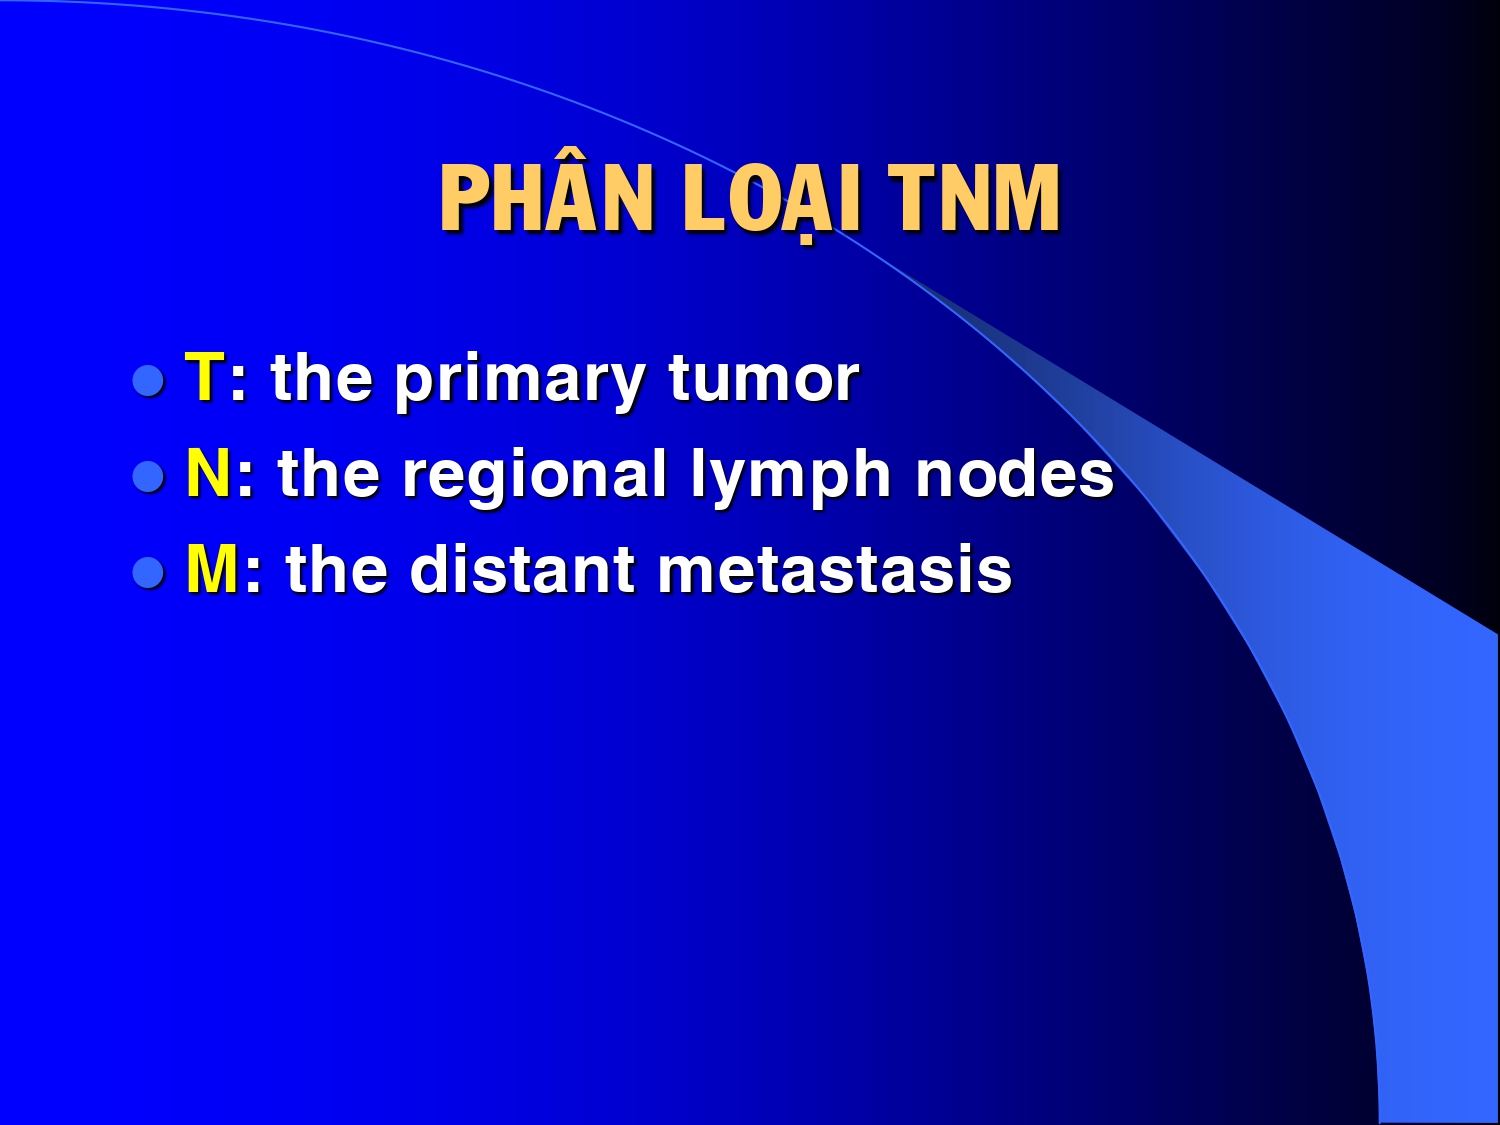 PHÂN LOẠI TNM
T: the primary tumor
N: the regional lymph nodes
M: the distant metastasis